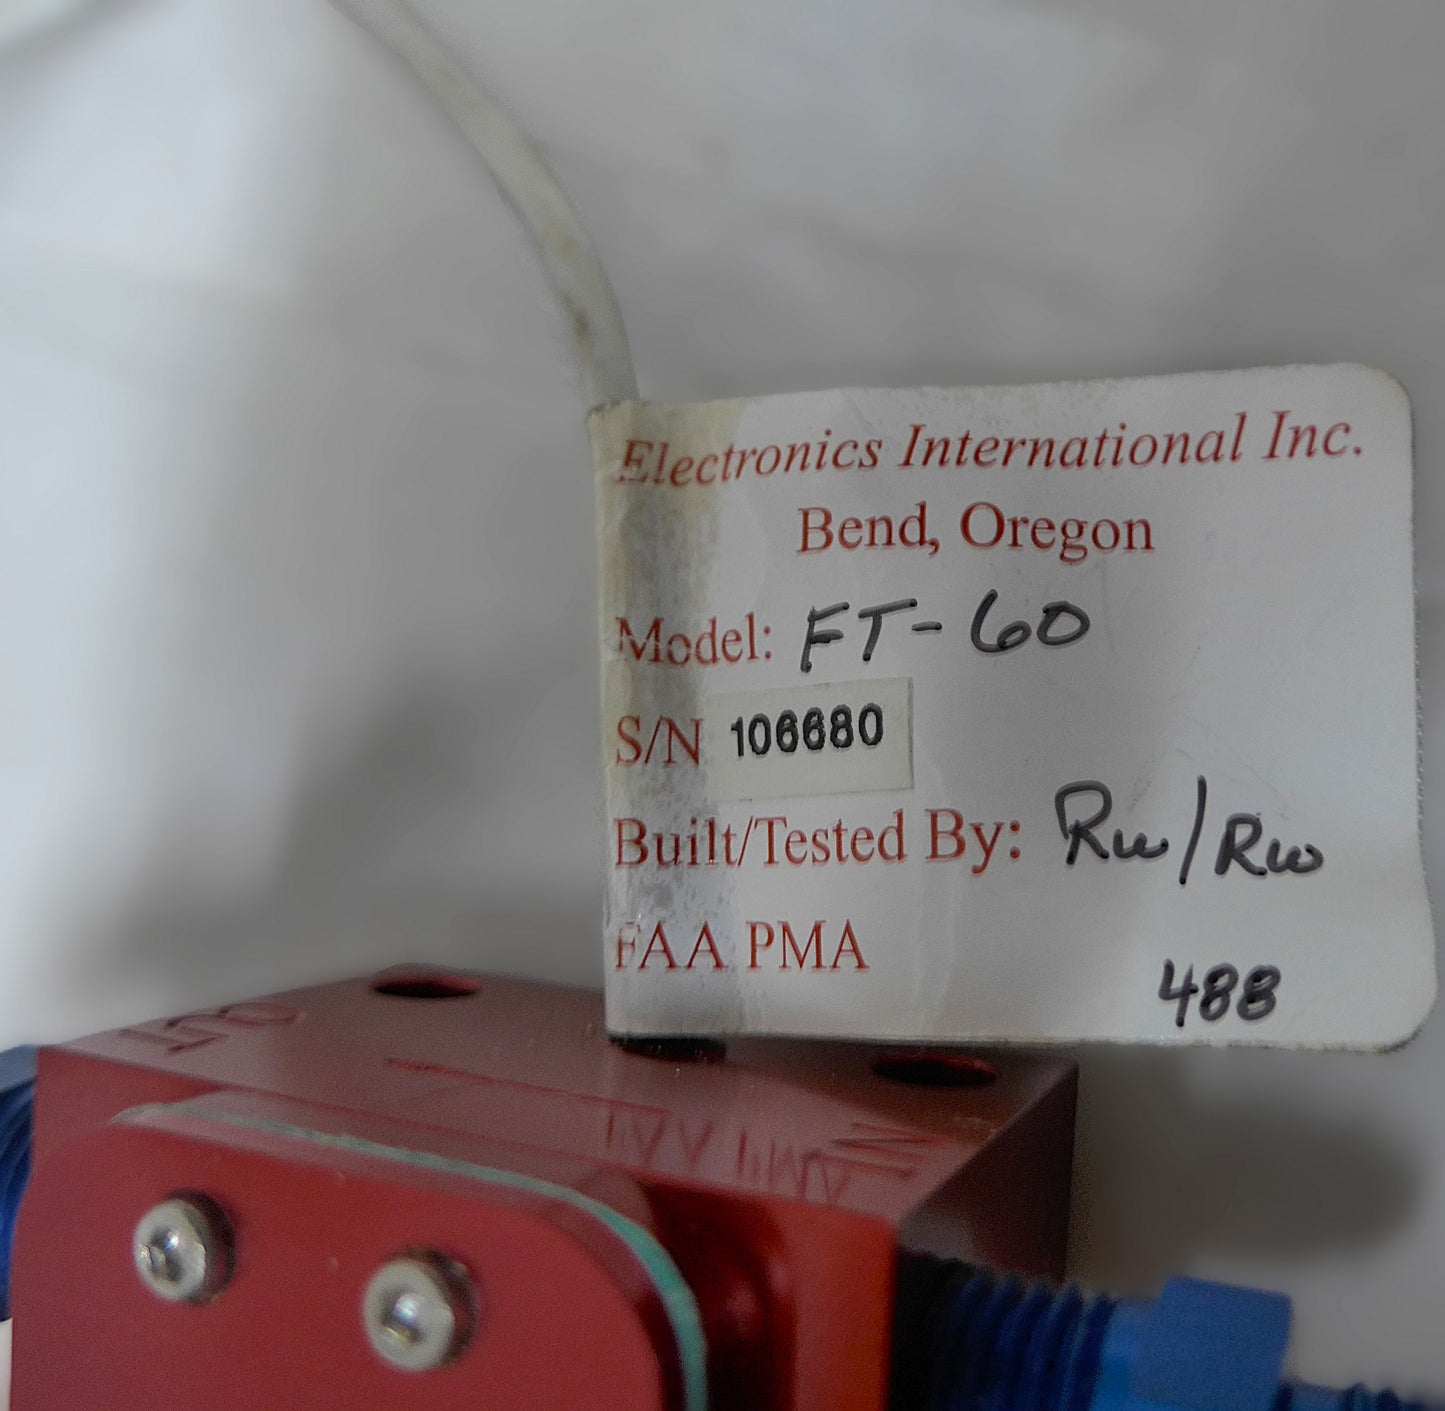 Electronics International Inc.
Bend, Oregon
Model: FT-60
S/N 106680
Built/Tested By: Rw/Rw
FAA PMA
488